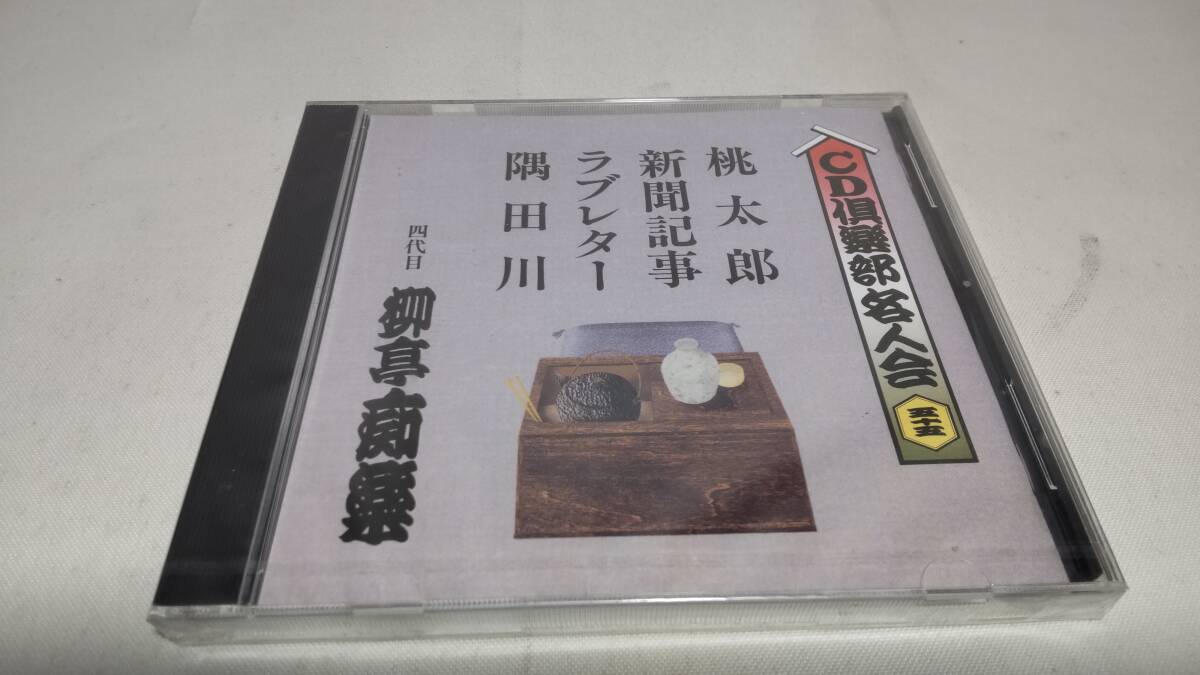 CD倶楽部名人会
五十五
桃太郎
新聞記事
ラブレター
隅田川
四代目 柳亭痴楽